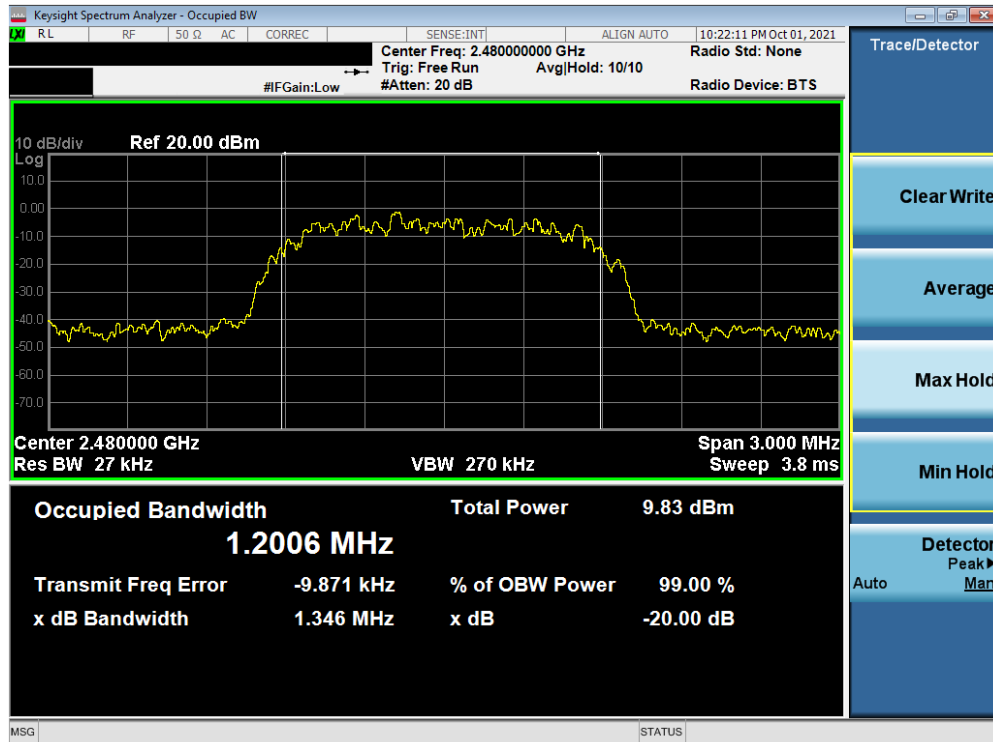 Keysight Spectrum Analyzer - Occupied BW
LXI RL RF 50 Ω AC CORREC SENSE:INT ALIGN AUTO 10:22:11 PM Oct 01, 2021
Center Freq: 2.480000000 GHz Radio Std: None
Trig: Free Run Avg|Hold: 10/10
#IFGain:Low #Atten: 20 dB Radio Device: BTS
Trace/Detector
10 dB/div Ref 20.00 dBm
Log
10.0
0.00
-10.0
-20.0
-30.0
-40.0
-50.0
-60.0
-70.0
Center 2.480000 GHz Span 3.000 MHz
Res BW 27 kHz VBW 270 kHz Sweep 3.8 ms
Clear Write
Average
Max Hold
Min Hold
Detector
Peak▶
Auto Man
Occupied Bandwidth Total Power 9.83 dBm
1.2006 MHz
Transmit Freq Error -9.871 kHz % of OBW Power 99.00 %
x dB Bandwidth 1.346 MHz x dB -20.00 dB
MSG STATUS